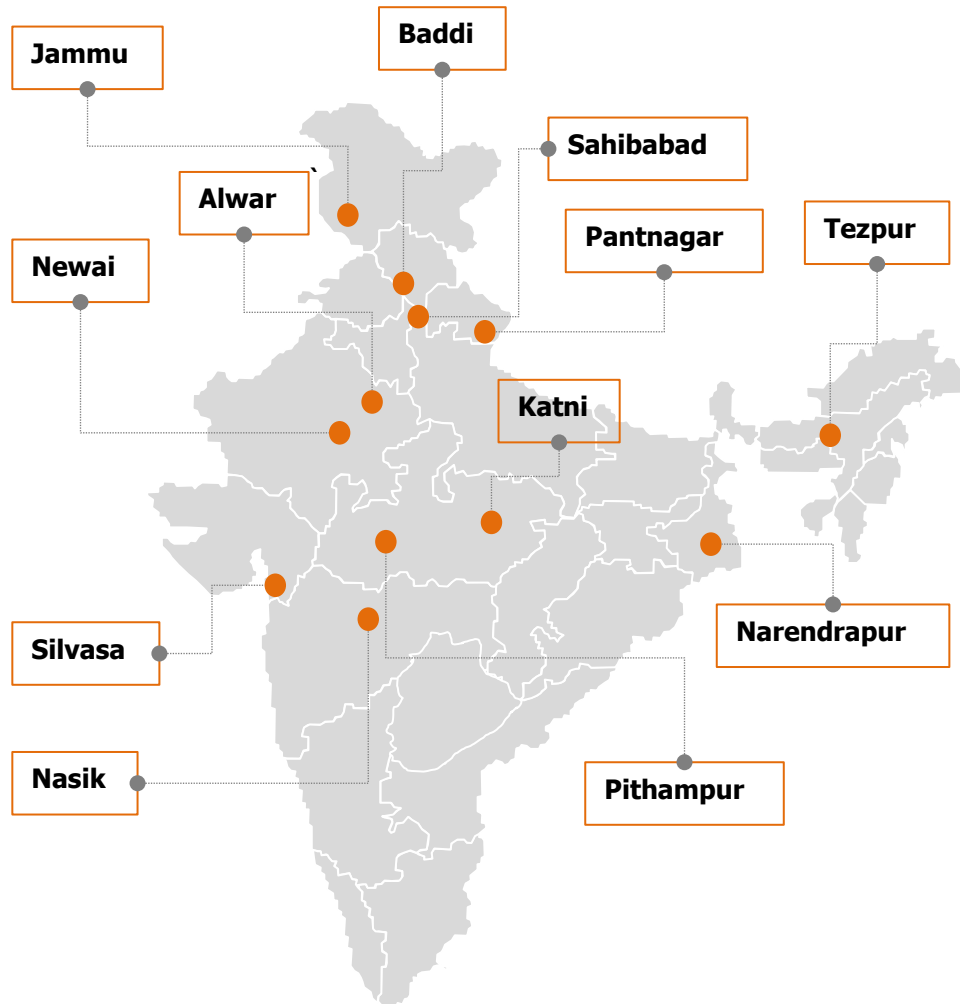 Baddi
Jammu
Sahibabad
`
Alwar
Pantnagar
Tezpur
Newai
Katni
Silvasa
Narendrapur
Nasik
Pithampur